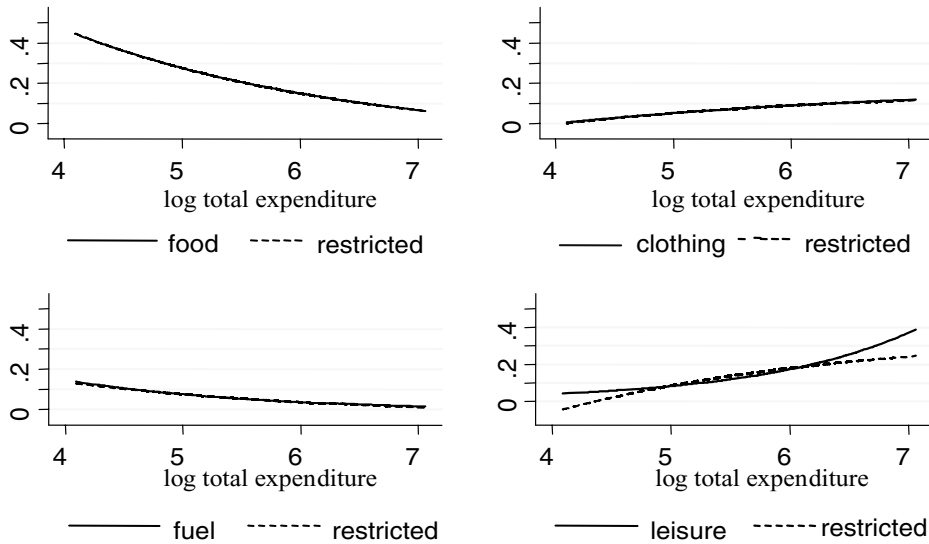 .4
.2
0
4 5 6 7
log total expenditure
food restricted
.4
.2
0
4 5 6 7
log total expenditure
clothing restricted
.4
.2
0
4 5 6 7
log total expenditure
fuel restricted
.4
.2
0
4 5 6 7
log total expenditure
leisure restricted